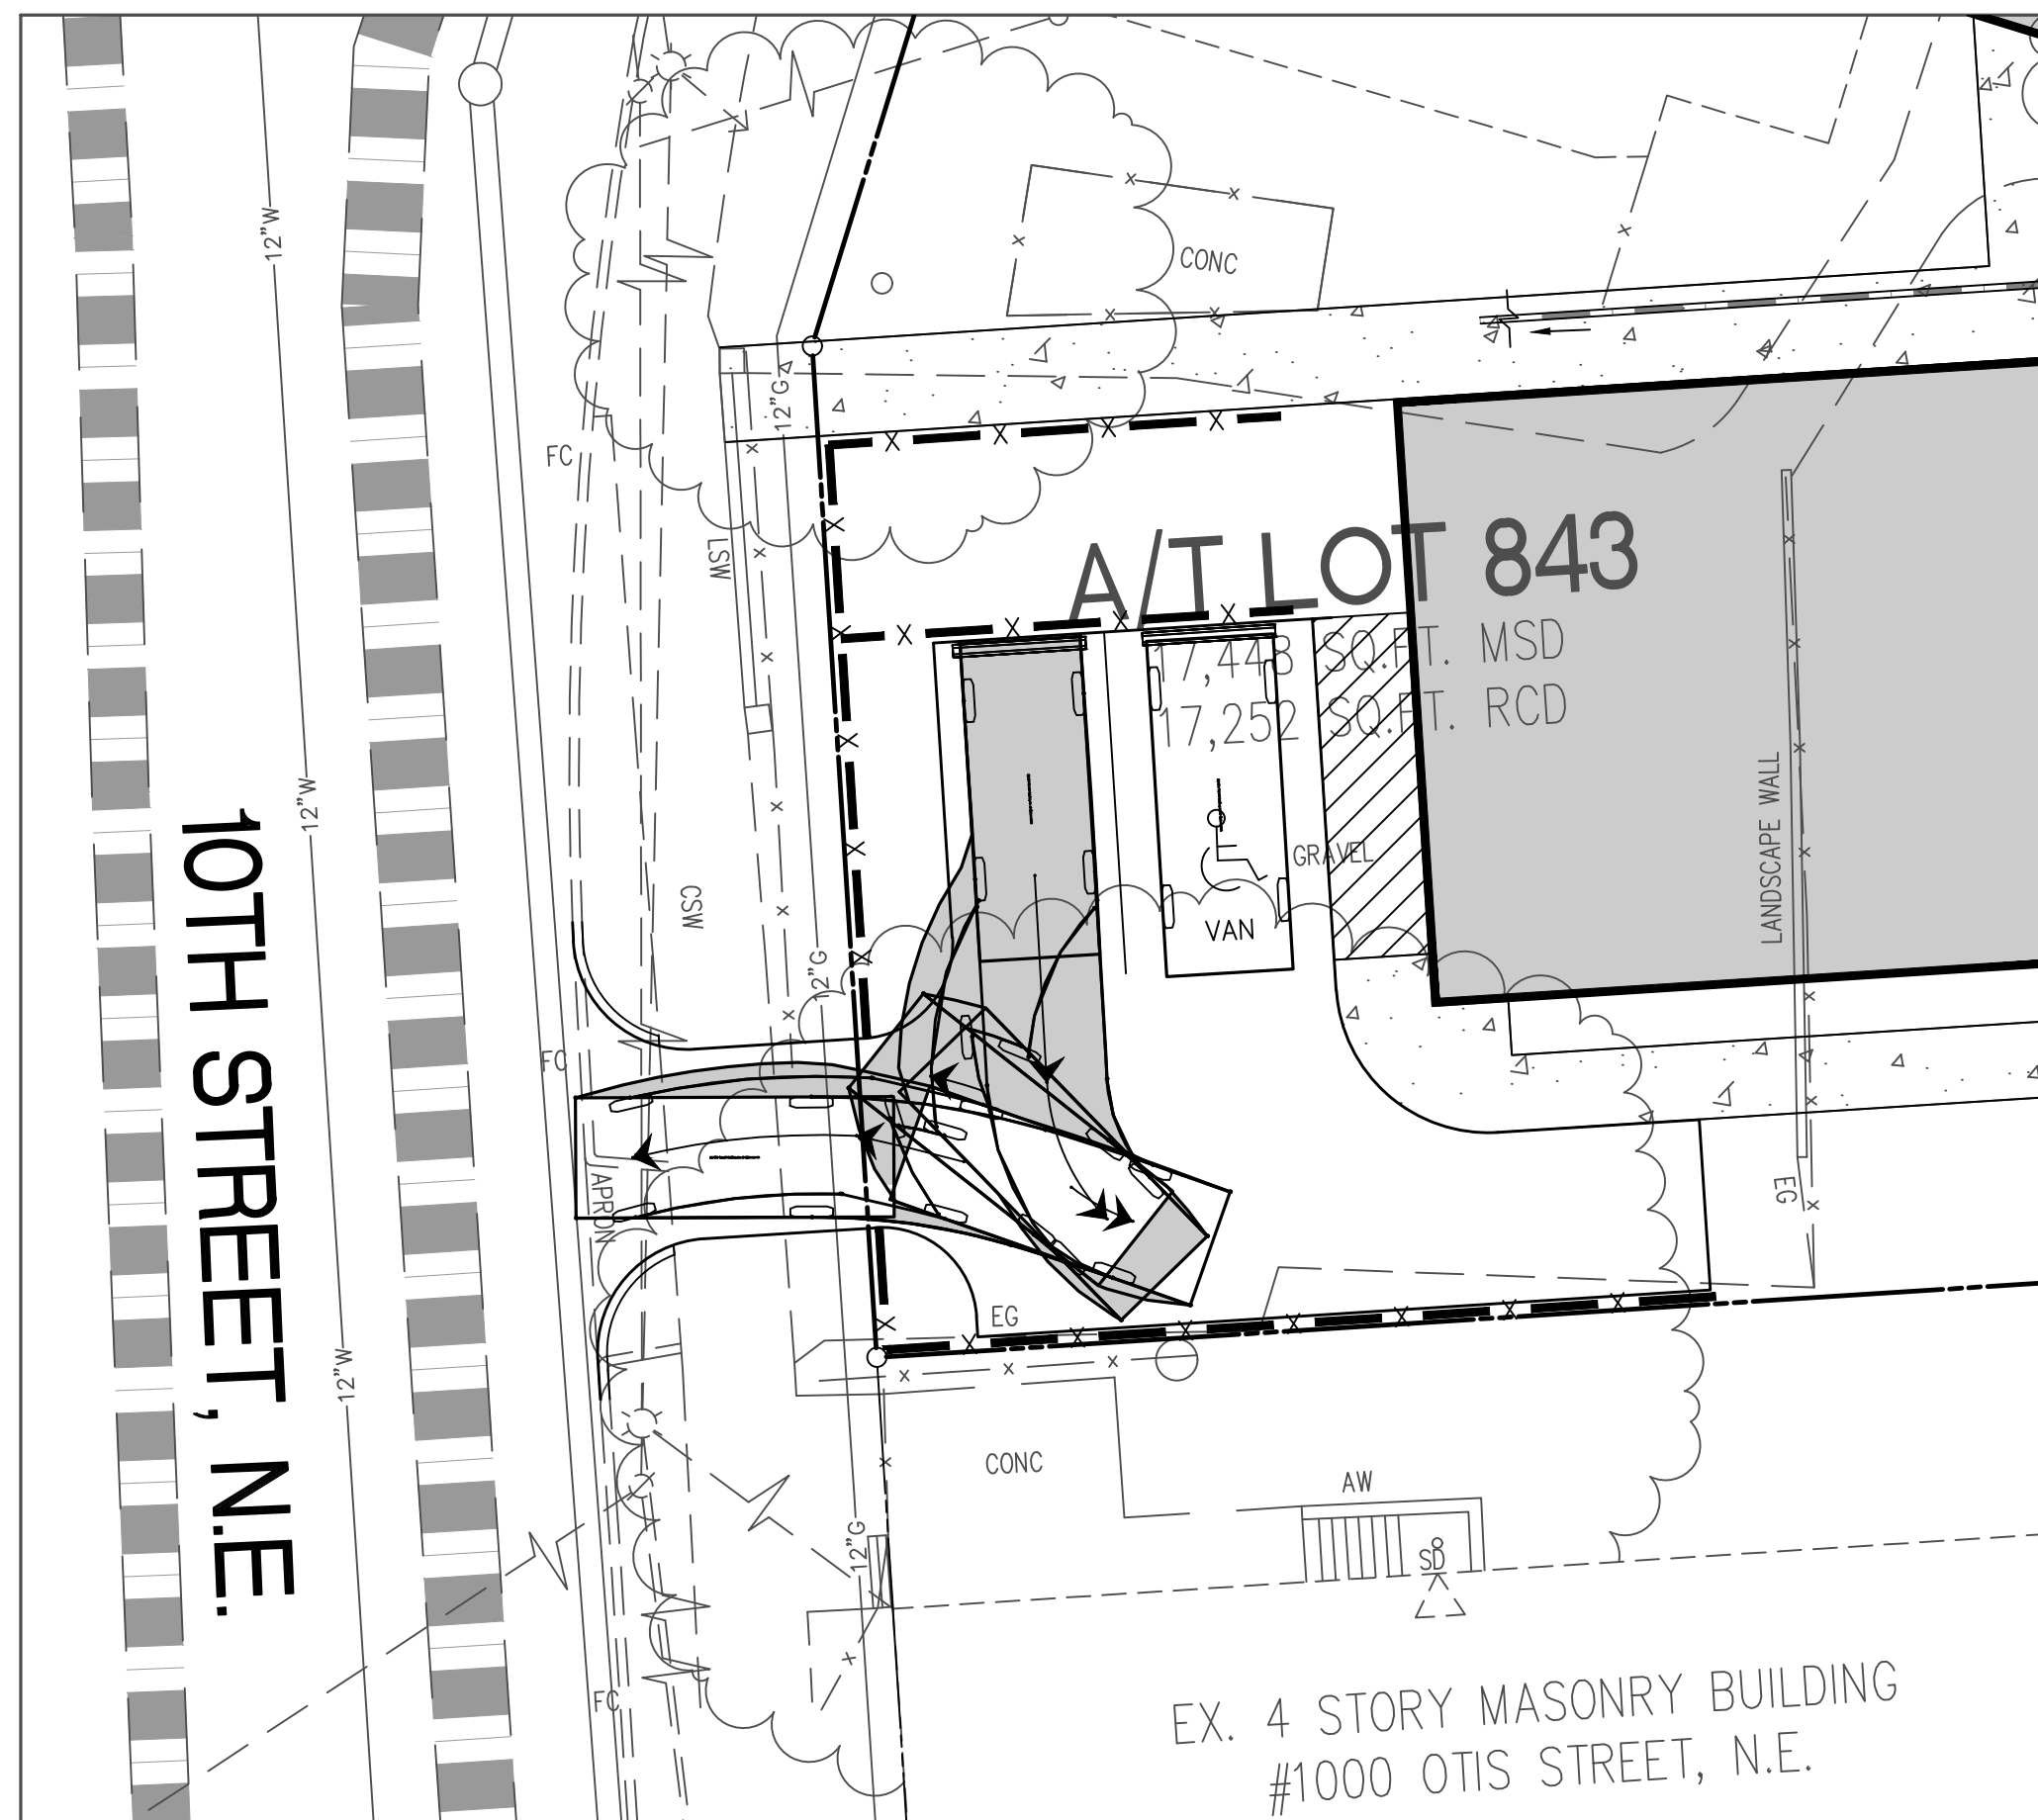 12"W
CONC
12"G
FC
LSW
A/T LOT 843
17,448 SQ.FT. MSD
17,252 SQ.FT. RCD
12"W
LANDSCAPE WALL
GRAVEL
CSW
VAN
12"G
FC
10TH STREET, N.E.
APRON
EG
EG
12"W
CONC
AW
12"G
SD
FC
EX. 4 STORY MASONRY BUILDING
#1000 OTIS STREET, N.E.